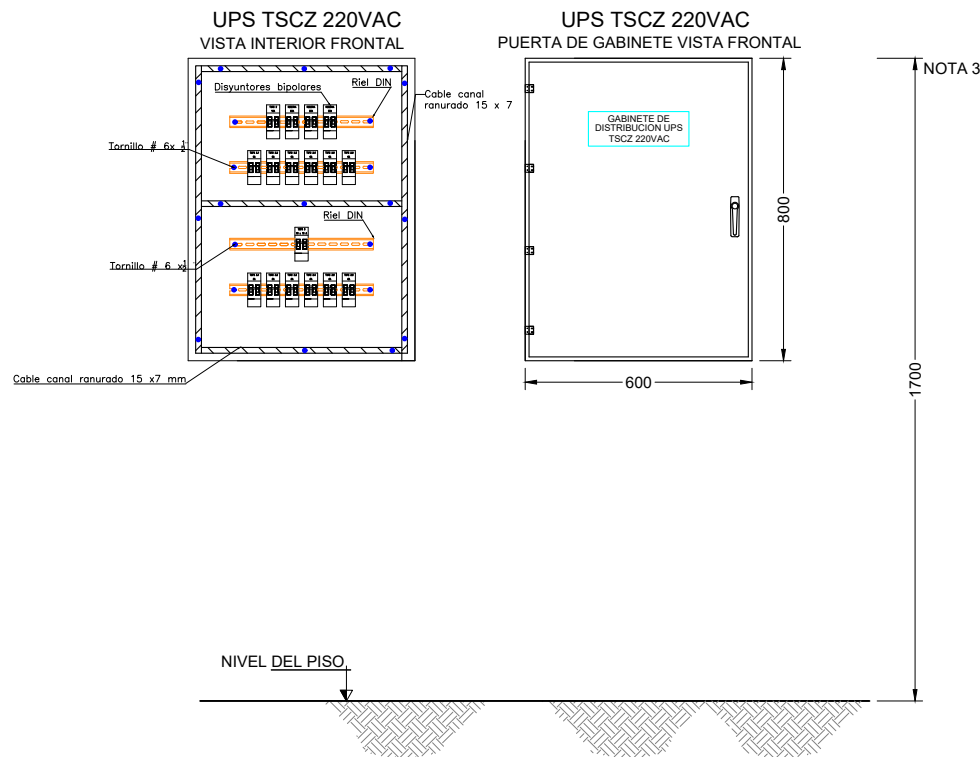 UPS TSCZ 220VAC
VISTA INTERIOR FRONTAL
Disyuntores bipolares
Riel DIN
Cable canal
ranurado 15 x 7
Tornillo # 6x 1/2
Riel DIN
Tornillo # 6 x 1/2
Cable canal ranurado 15 x7 mm
UPS TSCZ 220VAC
PUERTA DE GABINETE VISTA FRONTAL
GABINETE DE
DISTRIBUCION UPS
TSCZ 220VAC
800
600
NOTA 3
1700
NIVEL DEL PISO